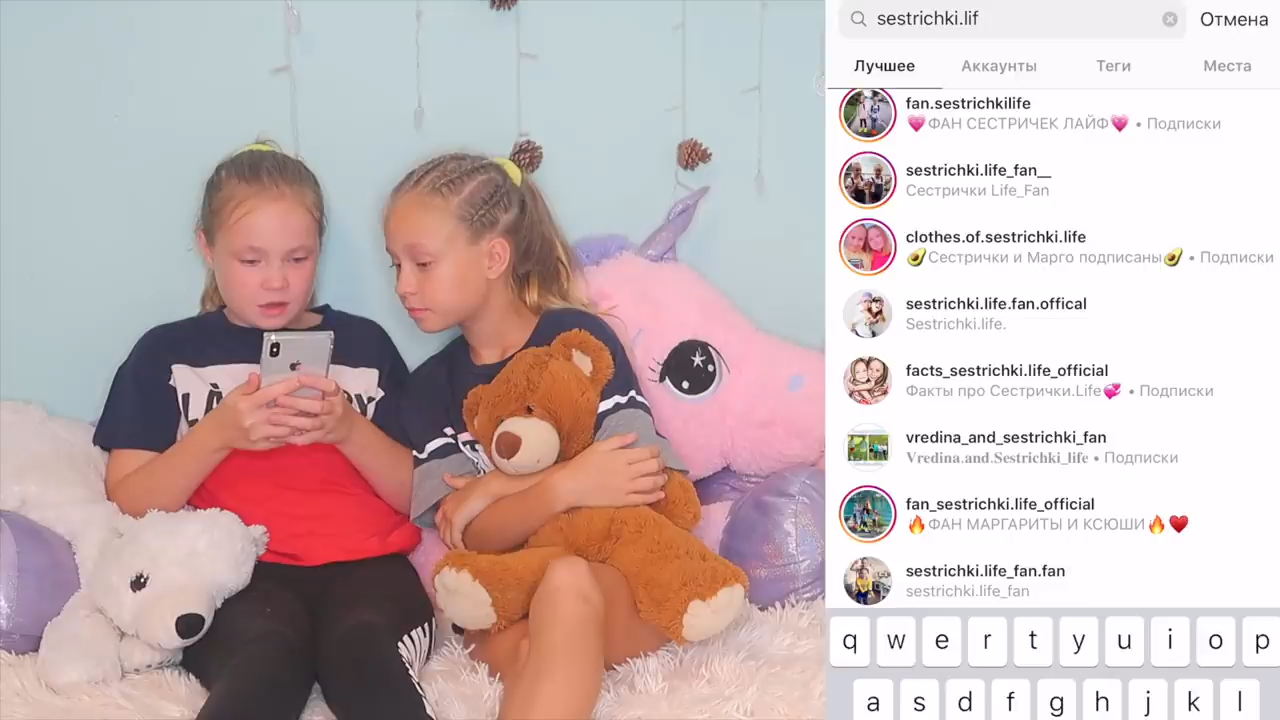 sestrichki.lif
Отмена
Лучшее
Аккаунты
Теги
Места
fan.sestrichkilife
💗ФАН СЕСТРИЧЕК ЛАЙФ💗 • Подписки
sestrichki.life_fan__
Сестрички Life_Fan
clothes.of.sestrichki.life
🥑Сестрички и Марго подписаны🥑 • Подписки
sestrichki.life.fan.offical
Sestrichki.life.
facts_sestrichki.life_official
Факты про Сестрички.Life💞 • Подписки
vredina_and_sestrichki_fan
𝐕𝐫𝐞𝐝𝐢𝐧𝐚.𝐚𝐧𝐝.𝐒𝐞𝐬𝐭𝐫𝐢𝐜𝐡𝐤𝐢_𝐥𝐢𝐟𝐞 • Подписки
fan_sestrichki.life_official
🔥ФАН МАРГАРИТЫ И КСЮШИ🔥♥️
sestrichki.life_fan.fan
sestrichki.life_fan
q w e r t y u i o p
a s d f g h j k l